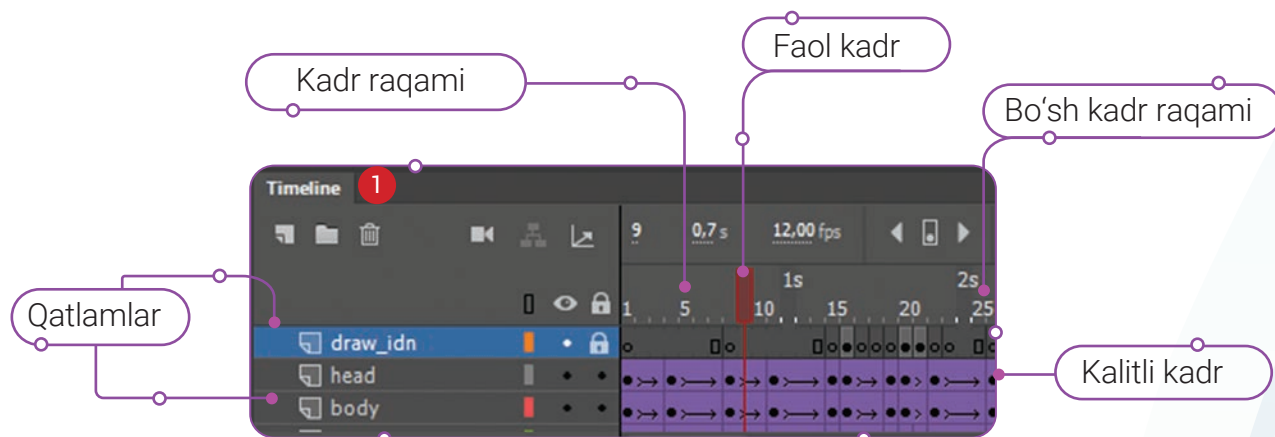 Faol kadr
Kadr raqami
Bo‘sh kadr raqami
Timeline 1
9 0,7 s 12,00 fps
1s 2s
1 5 10 15 20 25
Qatlamlar
draw_idn
head
Kalitli kadr
body